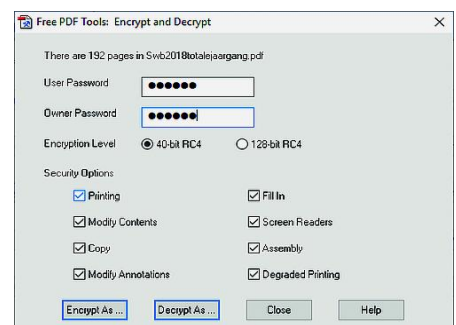 Free PDF Tools: Encrypt and Decrypt
There are 192 pages in Swb2018totalejaargang.pdf
User Password
Owner Password
Encryption Level 40-bit RC4 128-bit RC4
Security Options
Printing Fill In
Modify Contents Screen Readers
Copy Assembly
Modify Annotations Degraded Printing
Encrypt As ... Decrypt As ... Close Help